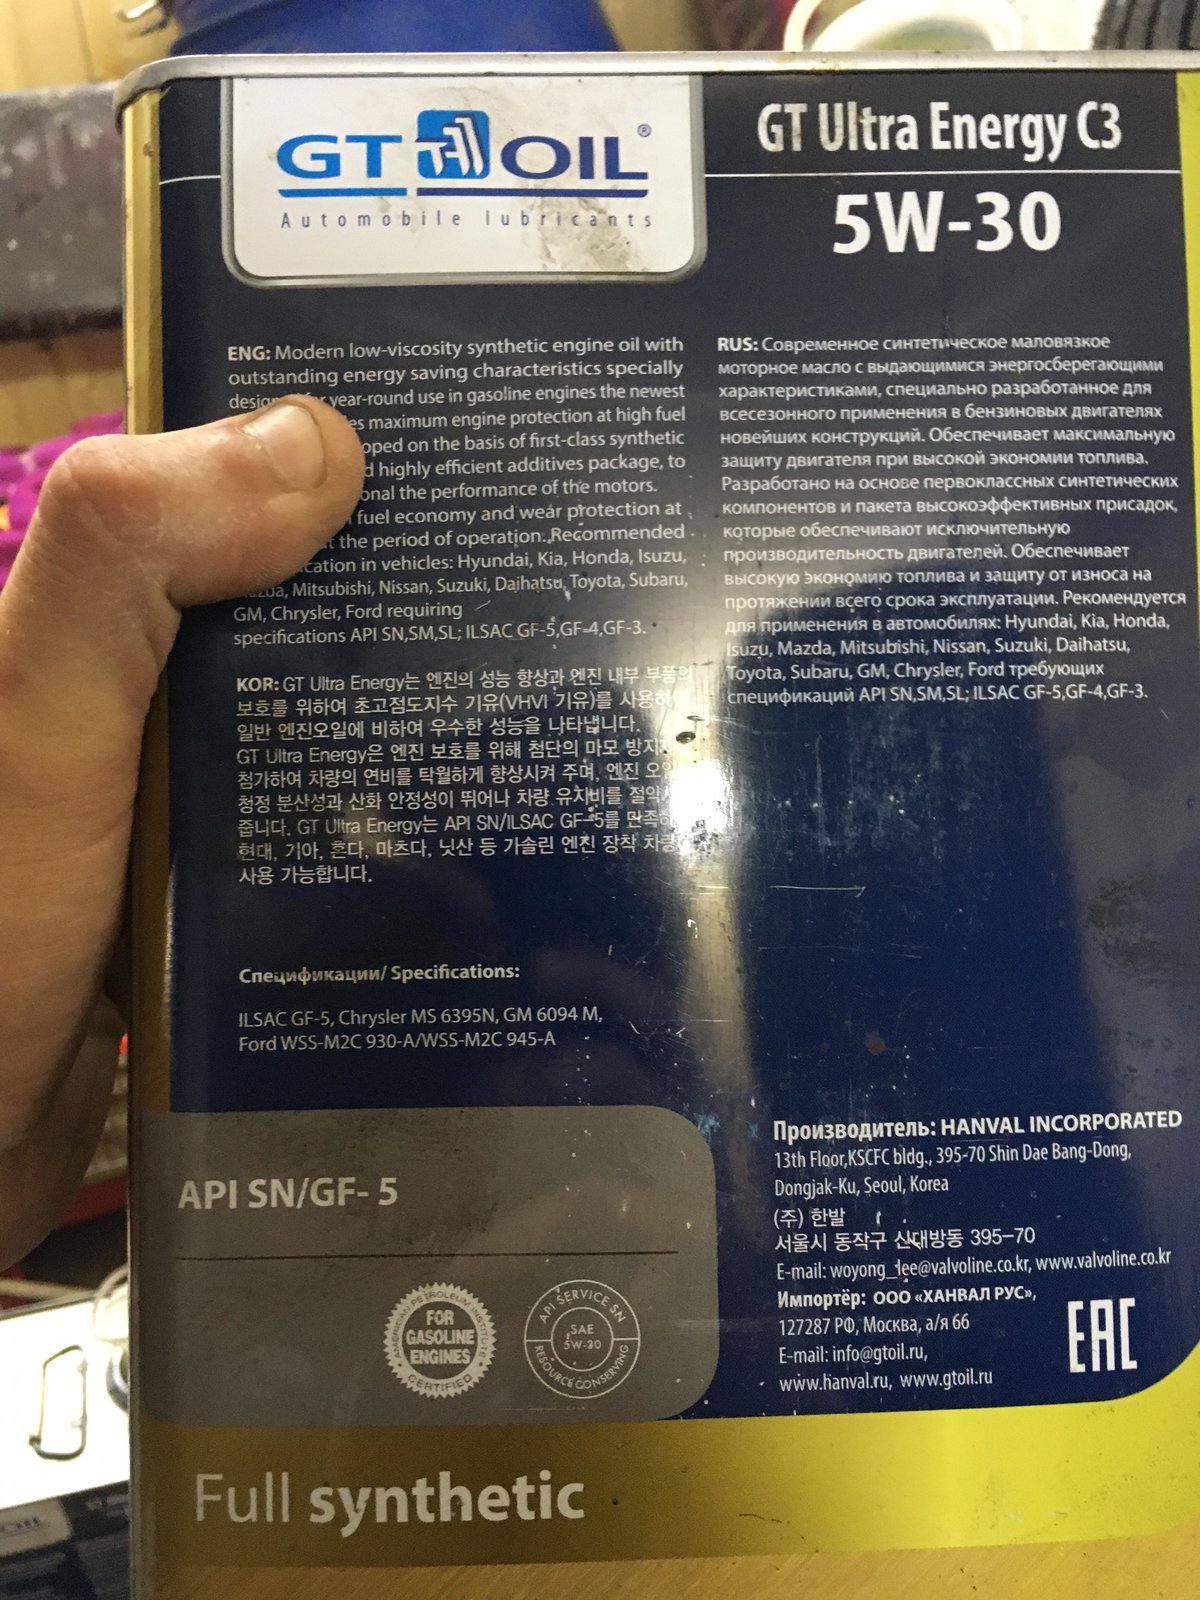 GT OIL®
Automobile lubricants
GT Ultra Energy C3
5W-30
ENG: Modern low-viscosity synthetic engine oil with
outstanding energy saving characteristics specially
year-round use in gasoline engines the newest
maximum engine protection at high fuel
on the basis of first-class synthetic
highly efficient additives package, to
the performance of the motors.
fuel economy and wear protection at
the period of operation. Recommended
in vehicles: Hyundai, Kia, Honda, Isuzu,
Mitsubishi, Nissan, Suzuki, Daihatsu, Toyota, Subaru,
GM, Chrysler, Ford requiring
specifications API SN,SM,SL; ILSAC GF-5,GF-4,GF-3.
KOR: GT Ultra Energy는 엔진의 성능 향상과 엔진 내부 부품의
보호를 위하여 초고점도지수 기유(VHVI 기유)를
일반 엔진오일에 비하여 우수한 성능을 나타냅니다.
GT Ultra Energy은 엔진 보호를 위해 첨단의 마모
첨가하여 차량의 연비를 탁월하게 향상시켜 주며, 엔진
청정 분산성과 산화 안정성이 뛰어나 차량 유지비를
줍니다. GT Ultra Energy는 API SN/ILSAC GF-5를
현대, 기아, 혼다, 마츠다, 닛산 등 가솔린 엔진 장착
사용 가능합니다.
RUS: Современное синтетическое маловязкое
моторное масло с выдающимися энергосберегающими
характеристиками, специально разработанное для
всесезонного применения в бензиновых двигателях
новейших конструкций. Обеспечивает максимальную
защиту двигателя при высокой экономии топлива.
Разработано на основе первоклассных синтетических
компонентов и пакета высокоэффективных присадок,
которые обеспечивают исключительную
производительность двигателей. Обеспечивает
высокую экономию топлива и защиту от износа на
протяжении всего срока эксплуатации. Рекомендуется
для применения в автомобилях: Hyundai, Kia, Honda,
Isuzu, Mazda, Mitsubishi, Nissan, Suzuki, Daihatsu,
Toyota, Subaru, GM, Chrysler, Ford требующих
спецификаций API SN,SM,SL; ILSAC GF-5,GF-4,GF-3.
Спецификации/ Specifications:
ILSAC GF-5, Chrysler MS 6395N, GM 6094 M,
Ford WSS-M2C 930-A/WSS-M2C 945-A
API SN/GF- 5
AMERICAN PETROLEUM INSTITUTE
FOR
GASOLINE
ENGINES
CERTIFIED
API SERVICE SN
SAE
5W-30
RESOURCE CONSERVING
Производитель: HANVAL INCORPORATED
13th Floor,KSCFC bldg., 395-70 Shin Dae Bang-Dong,
Dongjak-Ku, Seoul, Korea
(주) 한발
서울시 동작구 신대방동 395-70
E-mail: woyong_lee@valvoline.co.kr, www.valvoline.co.kr
Импортёр: ООО «ХАНВАЛ РУС»,
127287 РФ, Москва, а/я 66
E-mail: info@gtoil.ru,
www.hanval.ru, www.gtoil.ru
EAC
Full synthetic